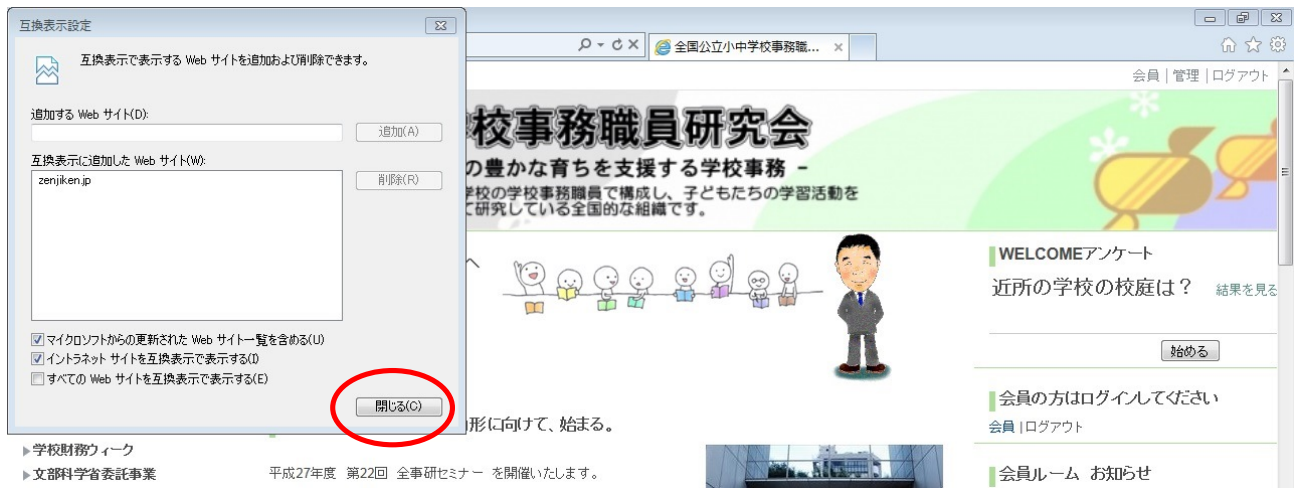 互換表示設定
互換表示で表示する Web サイトを追加および削除できます。
追加する Web サイト(D):
追加(A)
互換表示に追加した Web サイト(W):
zenjiken.jp
削除(R)
マイクロソフトからの更新された Web サイト一覧を含める(U)
イントラネット サイトを互換表示で表示する(I)
すべての Web サイトを互換表示で表示する(E)
閉じる(C)
全国公立小中学校事務職...
会員 | 管理 | ログアウト
校事務職員研究会
の豊かな育ちを支援する学校事務 −
学校の学校事務職員で構成し、子どもたちの学習活動を
て研究している全国的な組織です。
へ
WELCOMEアンケート
近所の学校の校庭は?
結果を見る
始める
会員の方はログインしてください
会員 | ログアウト
形に向けて、始まる。
学校財務ウィーク
文部科学省委託事業
平成27年度 第22回 全事研セミナー を開催いたします。
会員ルーム お知らせ